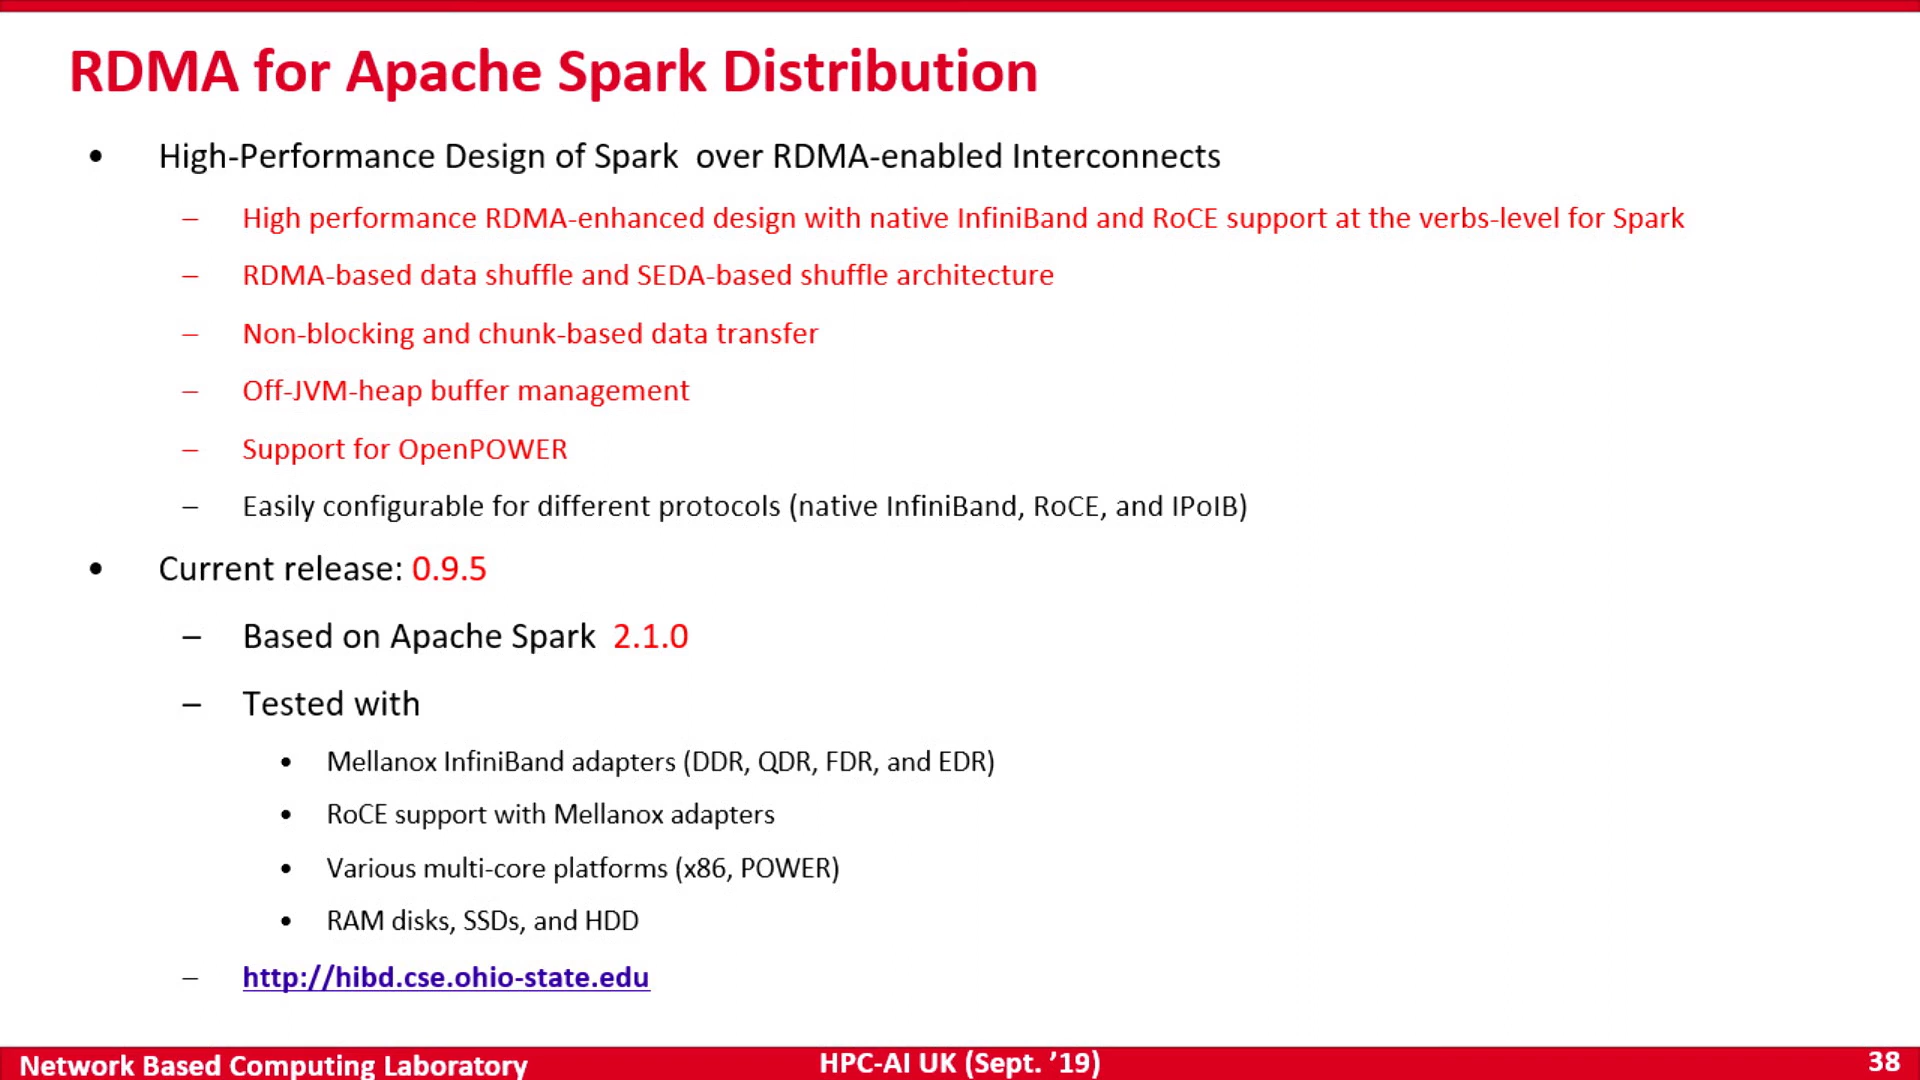 RDMA for Apache Spark Distribution
• High-Performance Design of Spark over RDMA-enabled Interconnects
– High performance RDMA-enhanced design with native InfiniBand and RoCE support at the verbs-level for Spark
– RDMA-based data shuffle and SEDA-based shuffle architecture
– Non-blocking and chunk-based data transfer
– Off-JVM-heap buffer management
– Support for OpenPOWER
– Easily configurable for different protocols (native InfiniBand, RoCE, and IPoIB)
• Current release: 0.9.5
– Based on Apache Spark 2.1.0
– Tested with
• Mellanox InfiniBand adapters (DDR, QDR, FDR, and EDR)
• RoCE support with Mellanox adapters
• Various multi-core platforms (x86, POWER)
• RAM disks, SSDs, and HDD
– http://hibd.cse.ohio-state.edu
Network Based Computing Laboratory
HPC-AI UK (Sept. ’19)
38